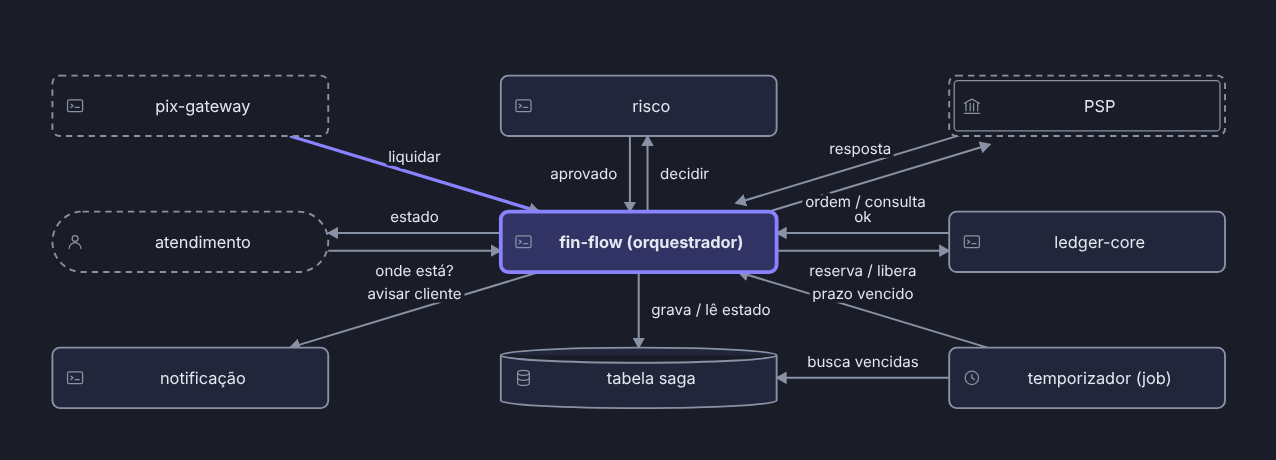 pix-gateway
risco
PSP
liquidar
aprovado
decidir
resposta
ordem / consulta
ok
atendimento
estado
fin-flow (orquestrador)
ledger-core
onde está?
avisar cliente
reserva / libera
prazo vencido
grava / lê estado
notificação
tabela saga
busca vencidas
temporizador (job)